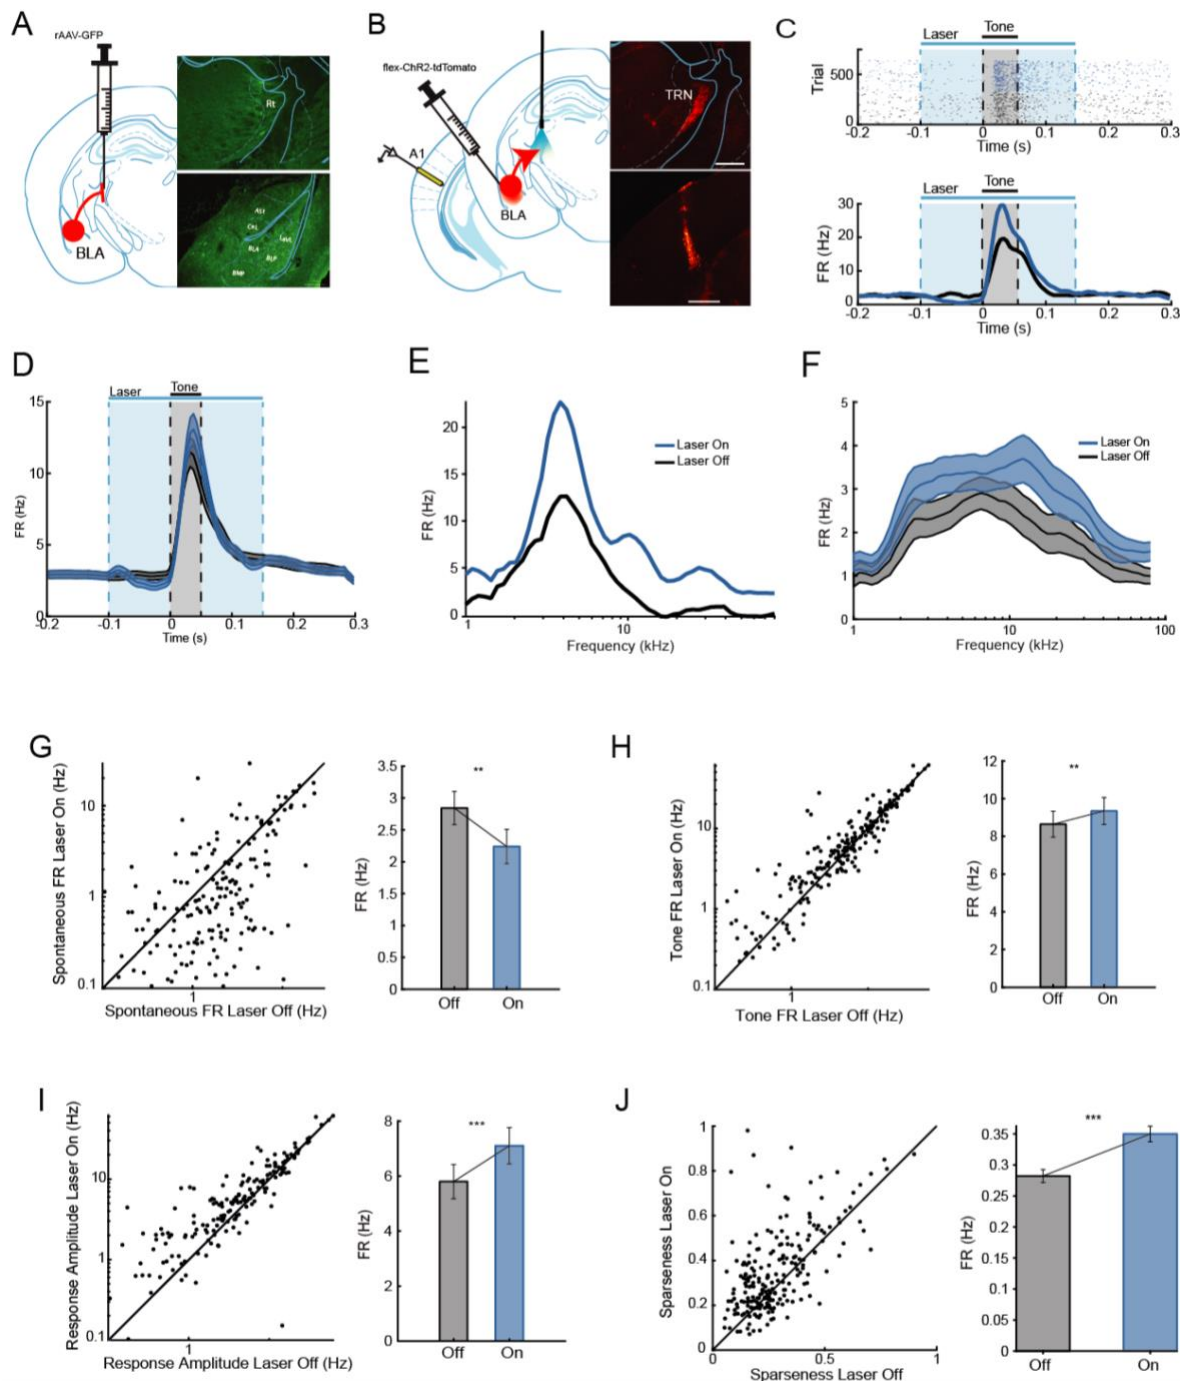 A
rAAV-GFP
Rt
ASt
CeL
BLA
BLP
BMP
BLA
B
flex-ChR2-tdTomato
A1
BLA
TRN
C
Laser
Tone
Trial
500
0
-0.2 -0.1 0 0.1 0.2 0.3
Time (s)
Laser
Tone
FR (Hz)
30
20
10
0
-0.2 -0.1 0 0.1 0.2 0.3
Time (s)
D
Laser
Tone
FR (Hz)
15
10
5
0
-0.2 -0.1 0 0.1 0.2 0.3
Time (s)
E
FR (Hz)
20
15
10
5
0
1 10
Frequency (kHz)
Laser On
Laser Off
F
FR (Hz)
5
4
3
2
1
0
1 10 100
Frequency (kHz)
Laser On
Laser Off
G
Spontaneous FR Laser On (Hz)
10
1
0.1
1
Spontaneous FR Laser Off (Hz)
FR (Hz)
3.5
3
2.5
2
1.5
1
0.5
0
**
Off On
H
Tone FR Laser On (Hz)
10
1
0.1
1
Tone FR Laser Off (Hz)
FR (Hz)
12
10
8
6
4
2
0
**
Off On
I
Response Amplitude Laser On (Hz)
10
1
0.1
1
Response Amplitude Laser Off (Hz)
FR (Hz)
8
6
4
2
0
***
Off On
J
Sparseness Laser On
1
0.8
0.6
0.4
0.2
0
0 0.5 1
Sparseness Laser Off
FR (Hz)
0.35
0.3
0.25
0.2
0.15
0.1
0.05
0
***
Off On